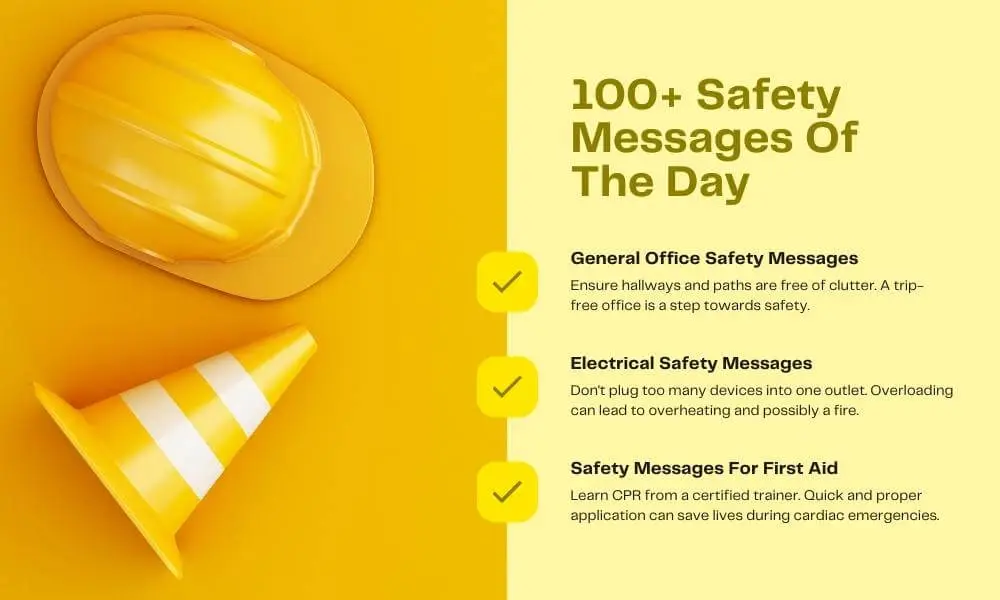 100+ Safety
Messages Of
The Day
General Office Safety Messages
Ensure hallways and paths are free of clutter. A trip-
free office is a step towards safety.
Electrical Safety Messages
Don't plug too many devices into one outlet. Overloading
can lead to overheating and possibly a fire.
Safety Messages For First Aid
Learn CPR from a certified trainer. Quick and proper
application can save lives during cardiac emergencies.